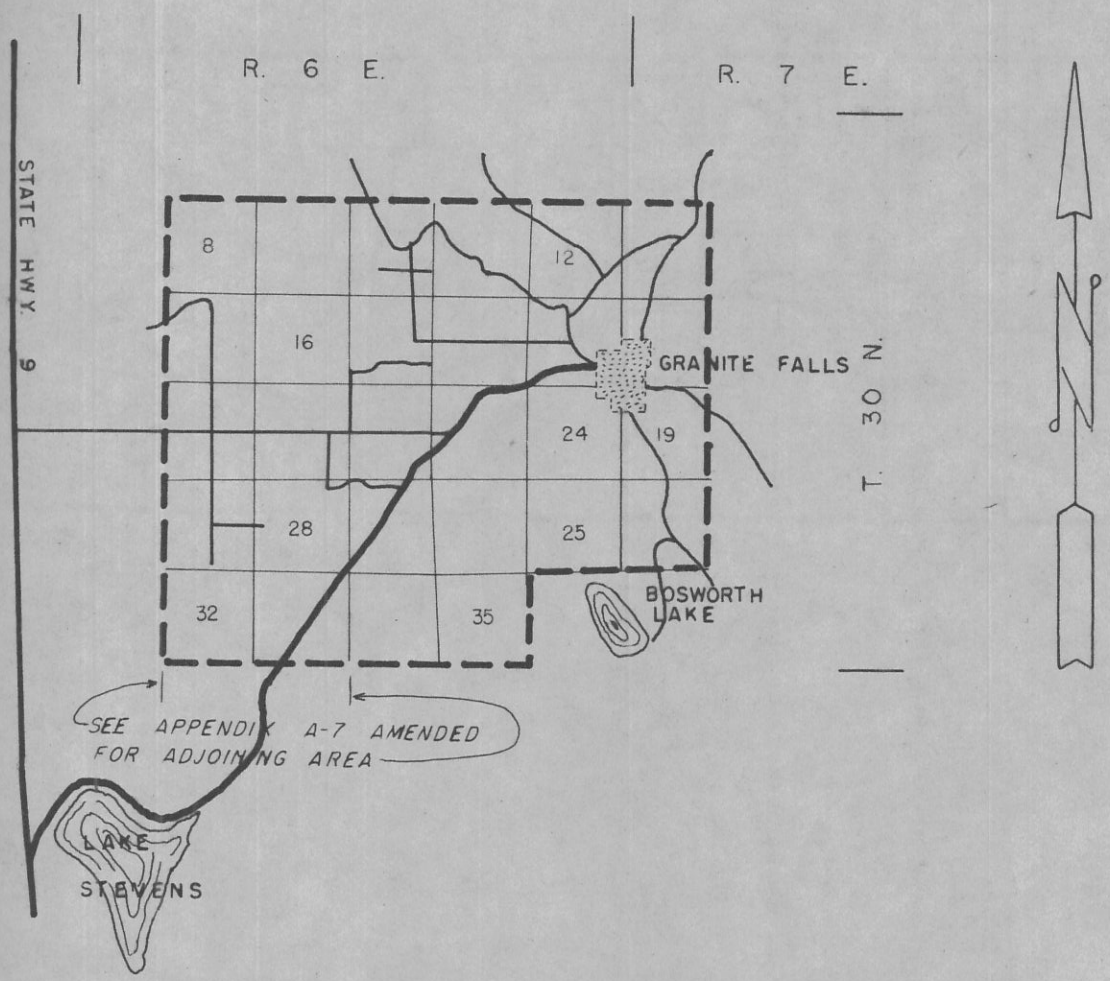 R. 6 E.
R. 7 E.
STATE HWY. 9
8
12
16
GRANITE FALLS
T. 30 N.
24
19
28
25
32
35
BOSWORTH
LAKE
SEE APPENDIX A-7 AMENDED
FOR ADJOINING AREA
LAKE
STEVENS
N